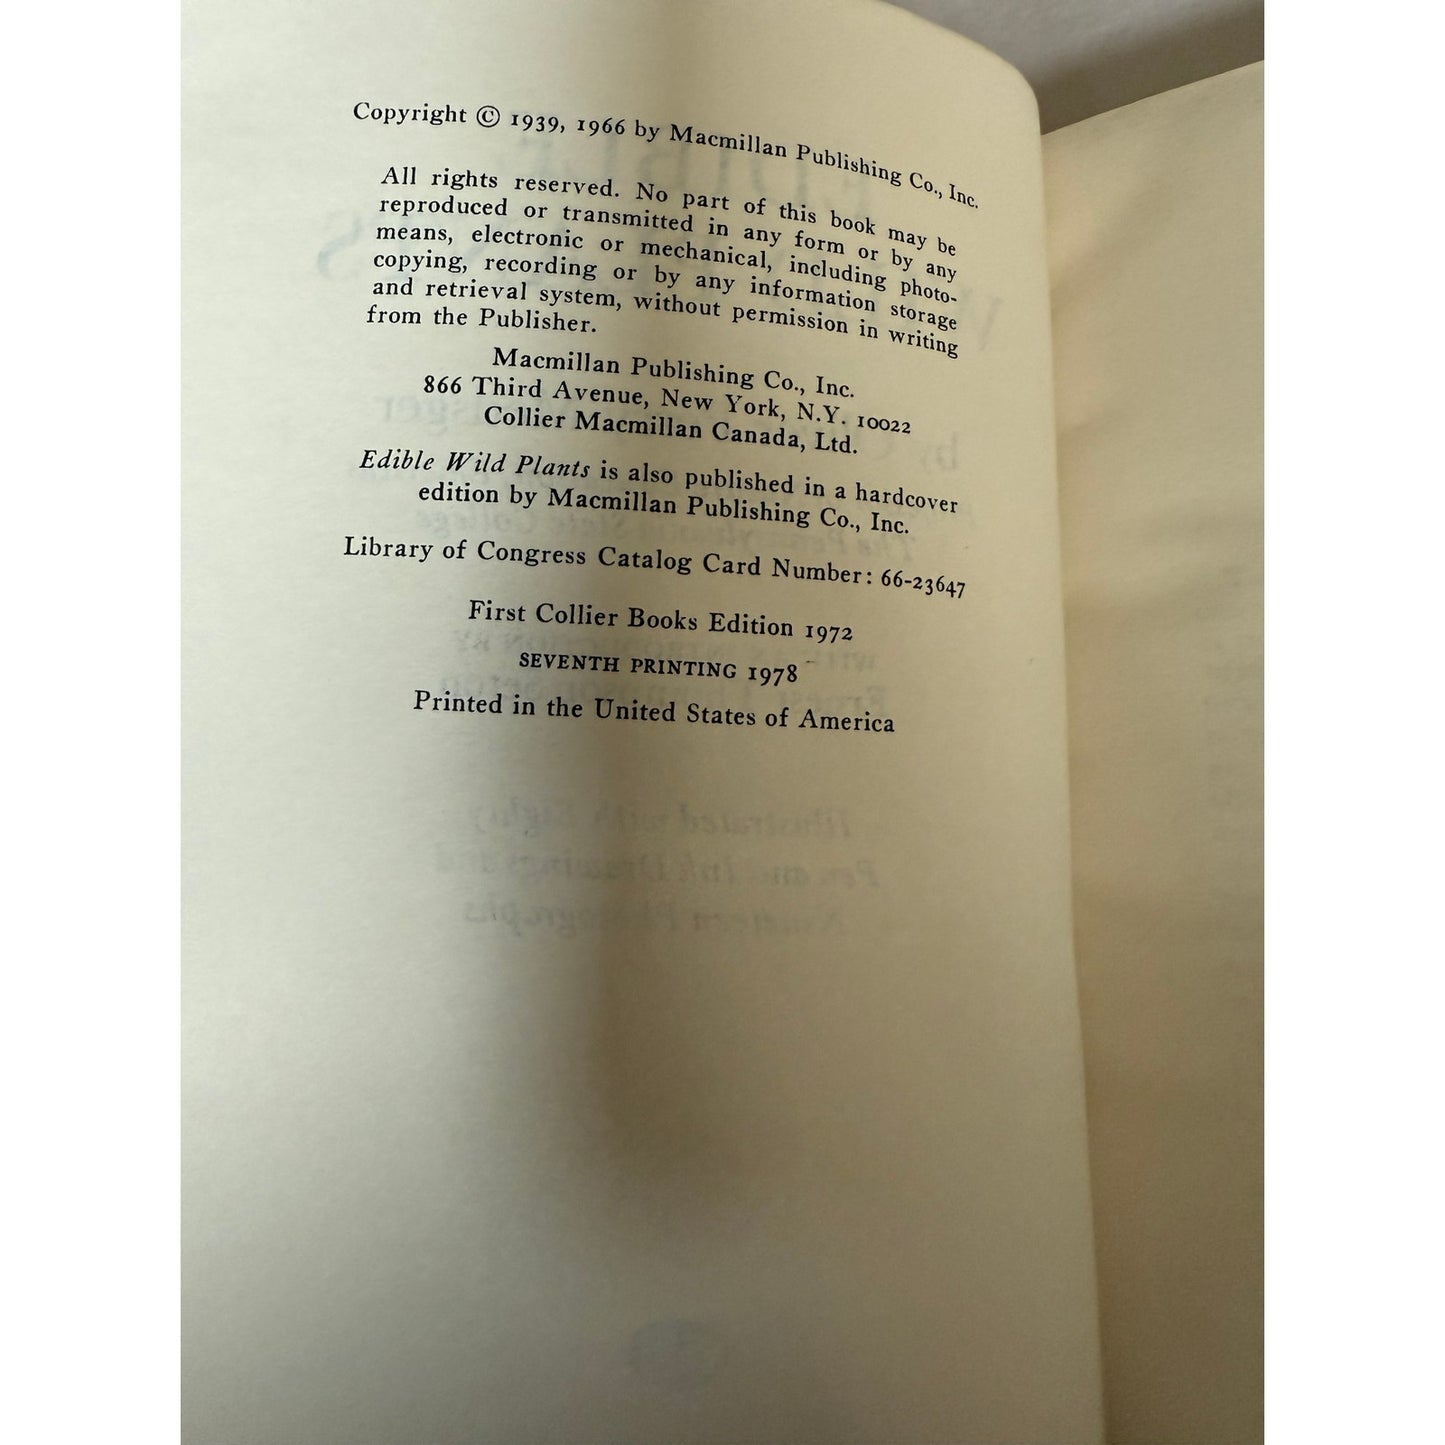 Copyright © 1939, 1966 by Macmillan Publishing Co., Inc.
All rights reserved. No part of this book may be
reproduced or transmitted in any form or by any
means, electronic or mechanical, including photo-
copying, recording or by any information storage
and retrieval system, without permission in writing
from the Publisher.
Macmillan Publishing Co., Inc.
866 Third Avenue, New York, N.Y. 10022
Collier Macmillan Canada, Ltd.
Edible Wild Plants is also published in a hardcover
edition by Macmillan Publishing Co., Inc.
Library of Congress Catalog Card Number: 66-23647
First Collier Books Edition 1972
SEVENTH PRINTING 1978
Printed in the United States of America